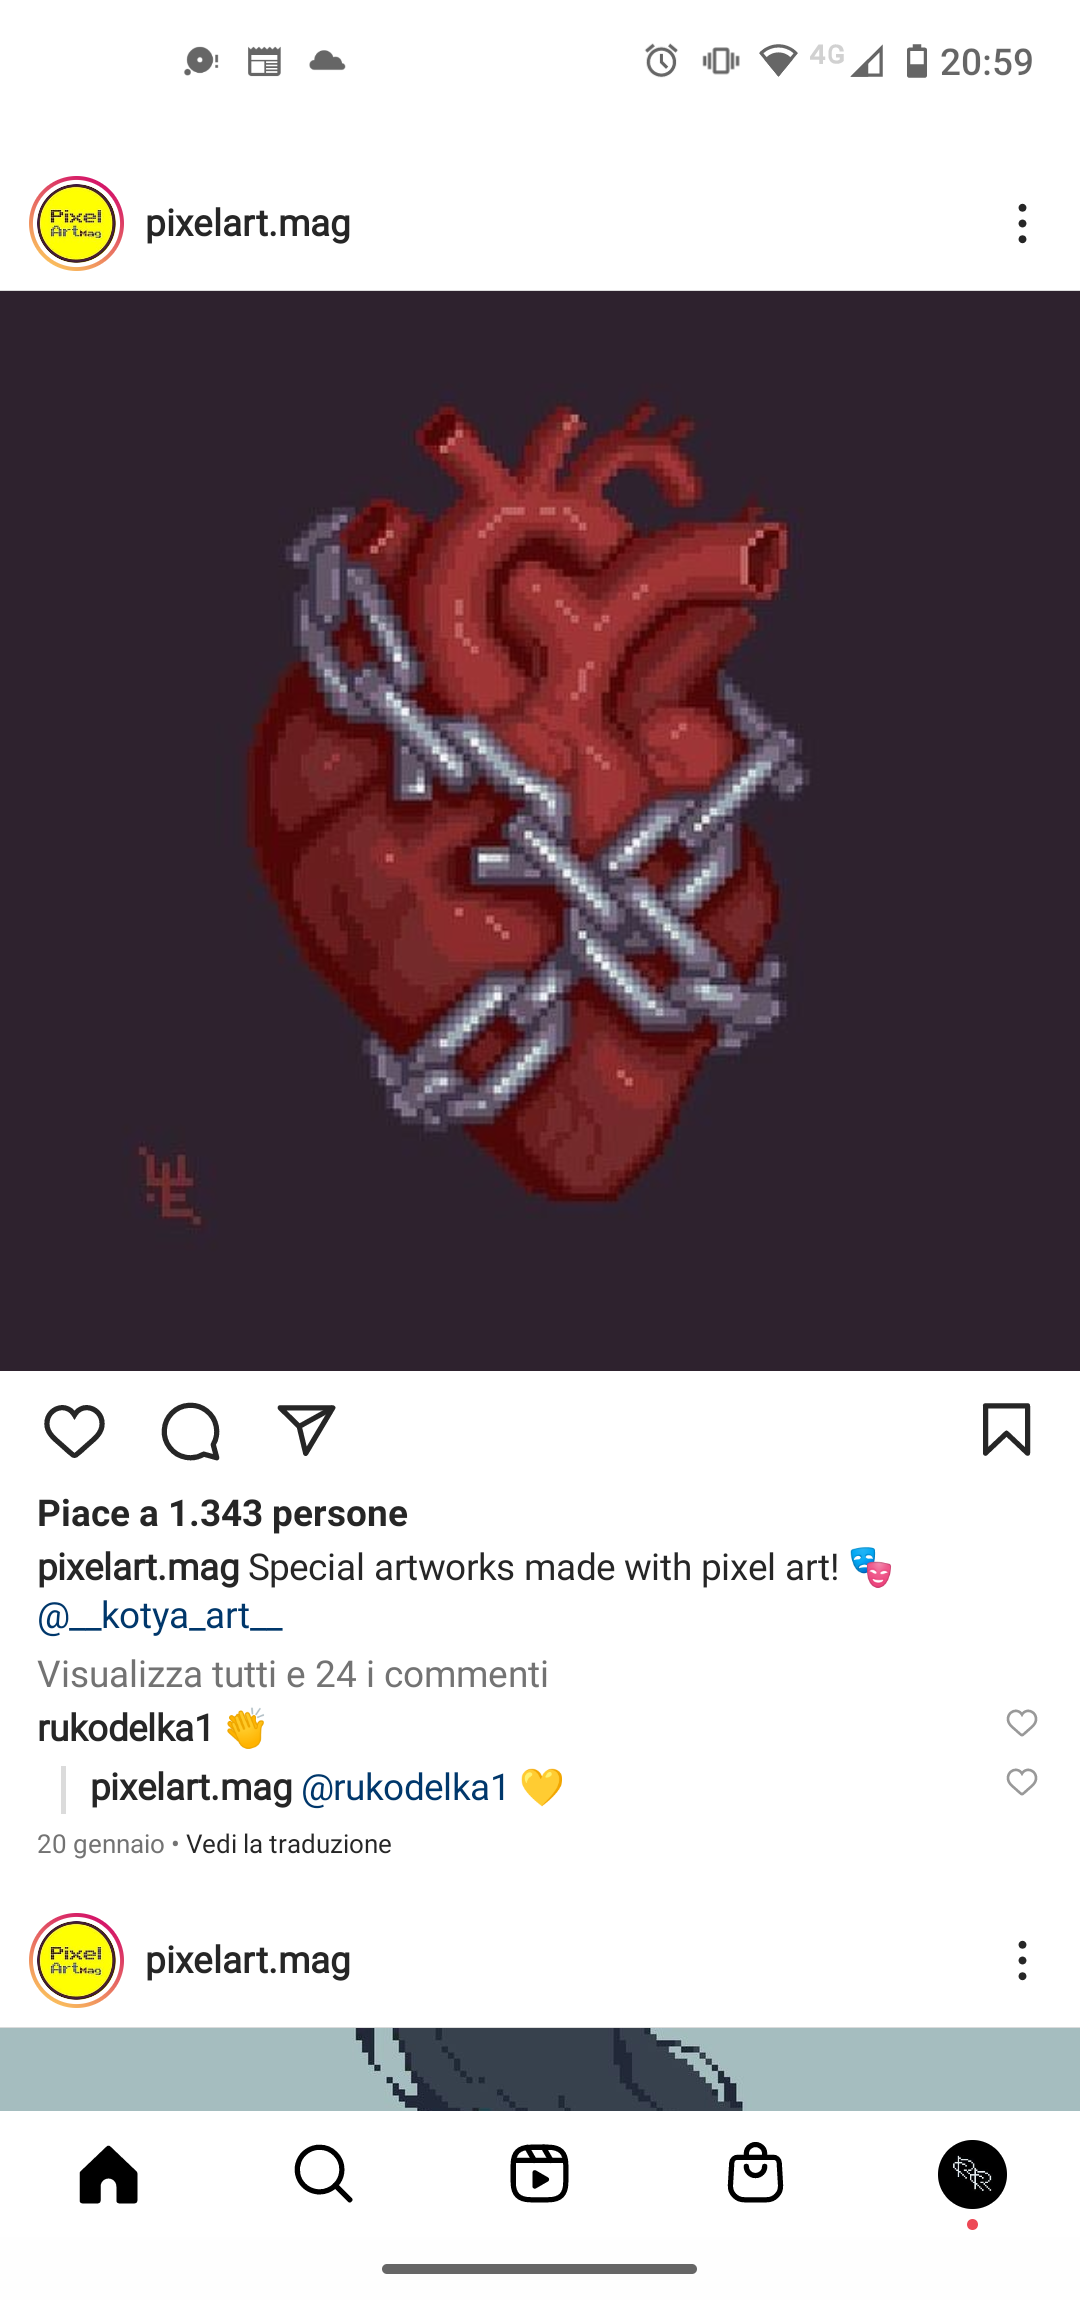 4G 20:59
Pixel
ArtMag
pixelart.mag
Piace a 1.343 persone
pixelart.mag Special artworks made with pixel art! 🎭
@__kotya_art__
Visualizza tutti e 24 i commenti
rukodelka1 👏
pixelart.mag @rukodelka1 💛
20 gennaio • Vedi la traduzione
Pixel
ArtMag
pixelart.mag